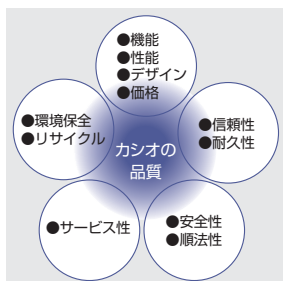 ●機能
●性能
●デザイン
●価格
●環境保全
●リサイクル
●信頼性
●耐久性
カシオの
品質
●サービス性
●安全性
●順法性